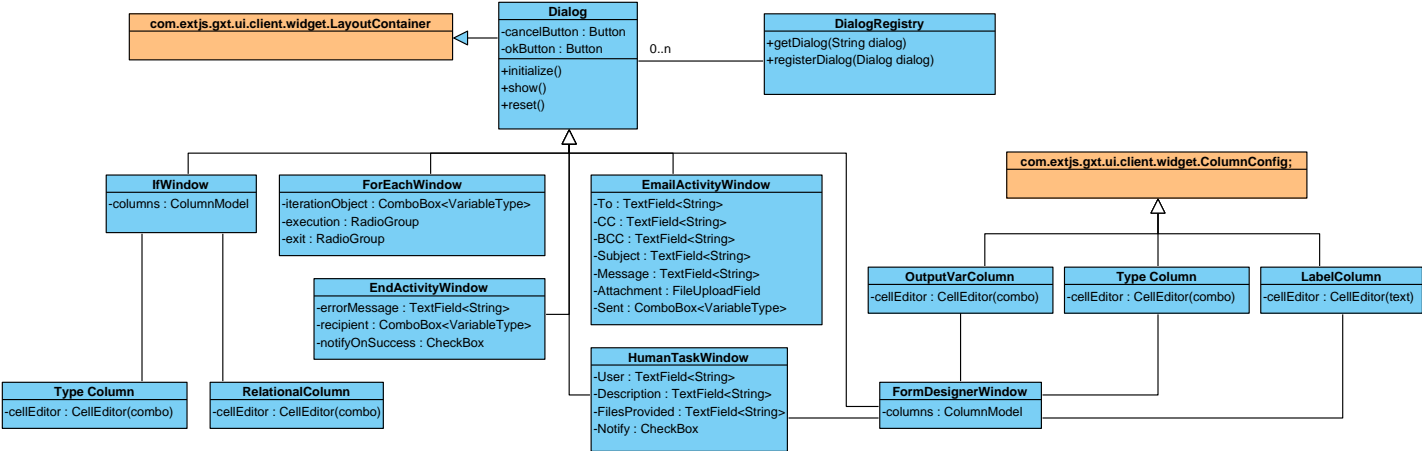 com.extjs.gxt.ui.client.widget.LayoutContainer
Dialog
-cancelButton : Button
-okButton : Button
+initialize()
+show()
+reset()
0..n
DialogRegistry
+getDialog(String dialog)
+registerDialog(Dialog dialog)
IfWindow
-columns : ColumnModel
ForEachWindow
-iterationObject : ComboBox<VariableType>
-execution : RadioGroup
-exit : RadioGroup
EmailActivityWindow
-To : TextField<String>
-CC : TextField<String>
-BCC : TextField<String>
-Subject : TextField<String>
-Message : TextField<String>
-Attachment : FileUploadField
-Sent : ComboBox<VariableType>
com.extjs.gxt.ui.client.widget.ColumnConfig;
OutputVarColumn
-cellEditor : CellEditor(combo)
Type Column
-cellEditor : CellEditor(combo)
LabelColumn
-cellEditor : CellEditor(text)
EndActivityWindow
-errorMessage : TextField<String>
-recipient : ComboBox<VariableType>
-notifyOnSuccess : CheckBox
Type Column
-cellEditor : CellEditor(combo)
RelationalColumn
-cellEditor : CellEditor(combo)
HumanTaskWindow
-User : TextField<String>
-Description : TextField<String>
-FilesProvided : TextField<String>
-Notify : CheckBox
FormDesignerWindow
-columns : ColumnModel